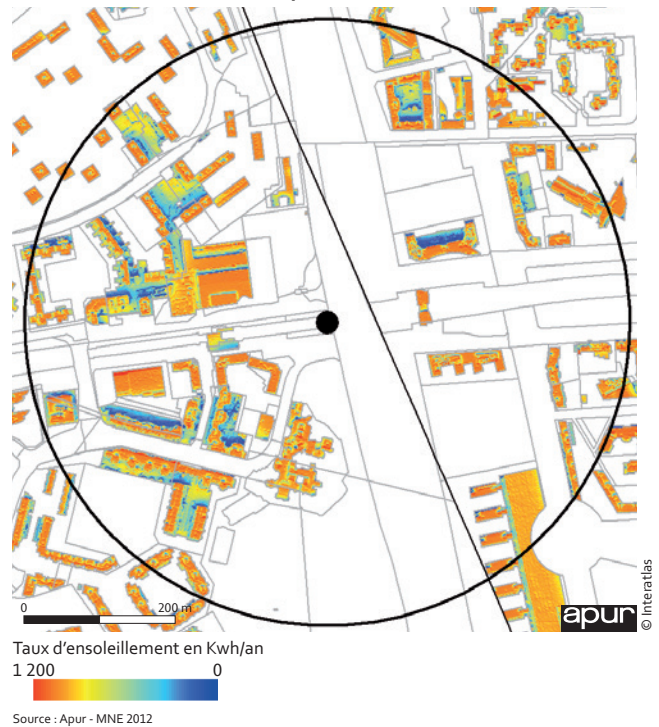 0 200 m
apur
© Interatlas
Taux d'ensoleillement en Kwh/an
1 200 0
Source : Apur - MNE 2012